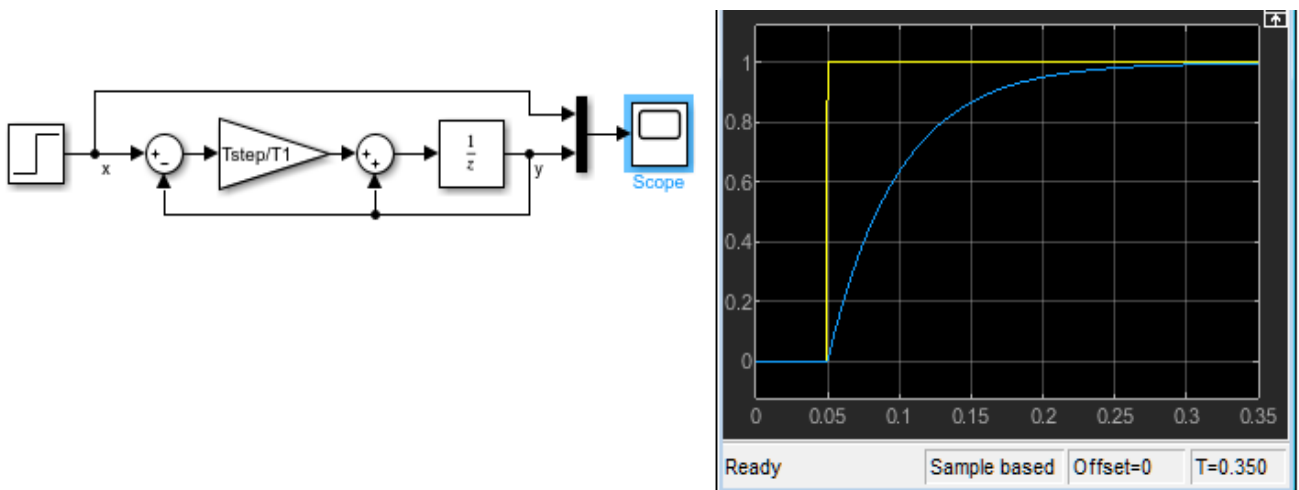 x
+
−
Tstep/T1
+
+
1
z
y
Scope
1
0.8
0.6
0.4
0.2
0
0 0.05 0.1 0.15 0.2 0.25 0.3 0.35
Ready Sample based Offset=0 T=0.350